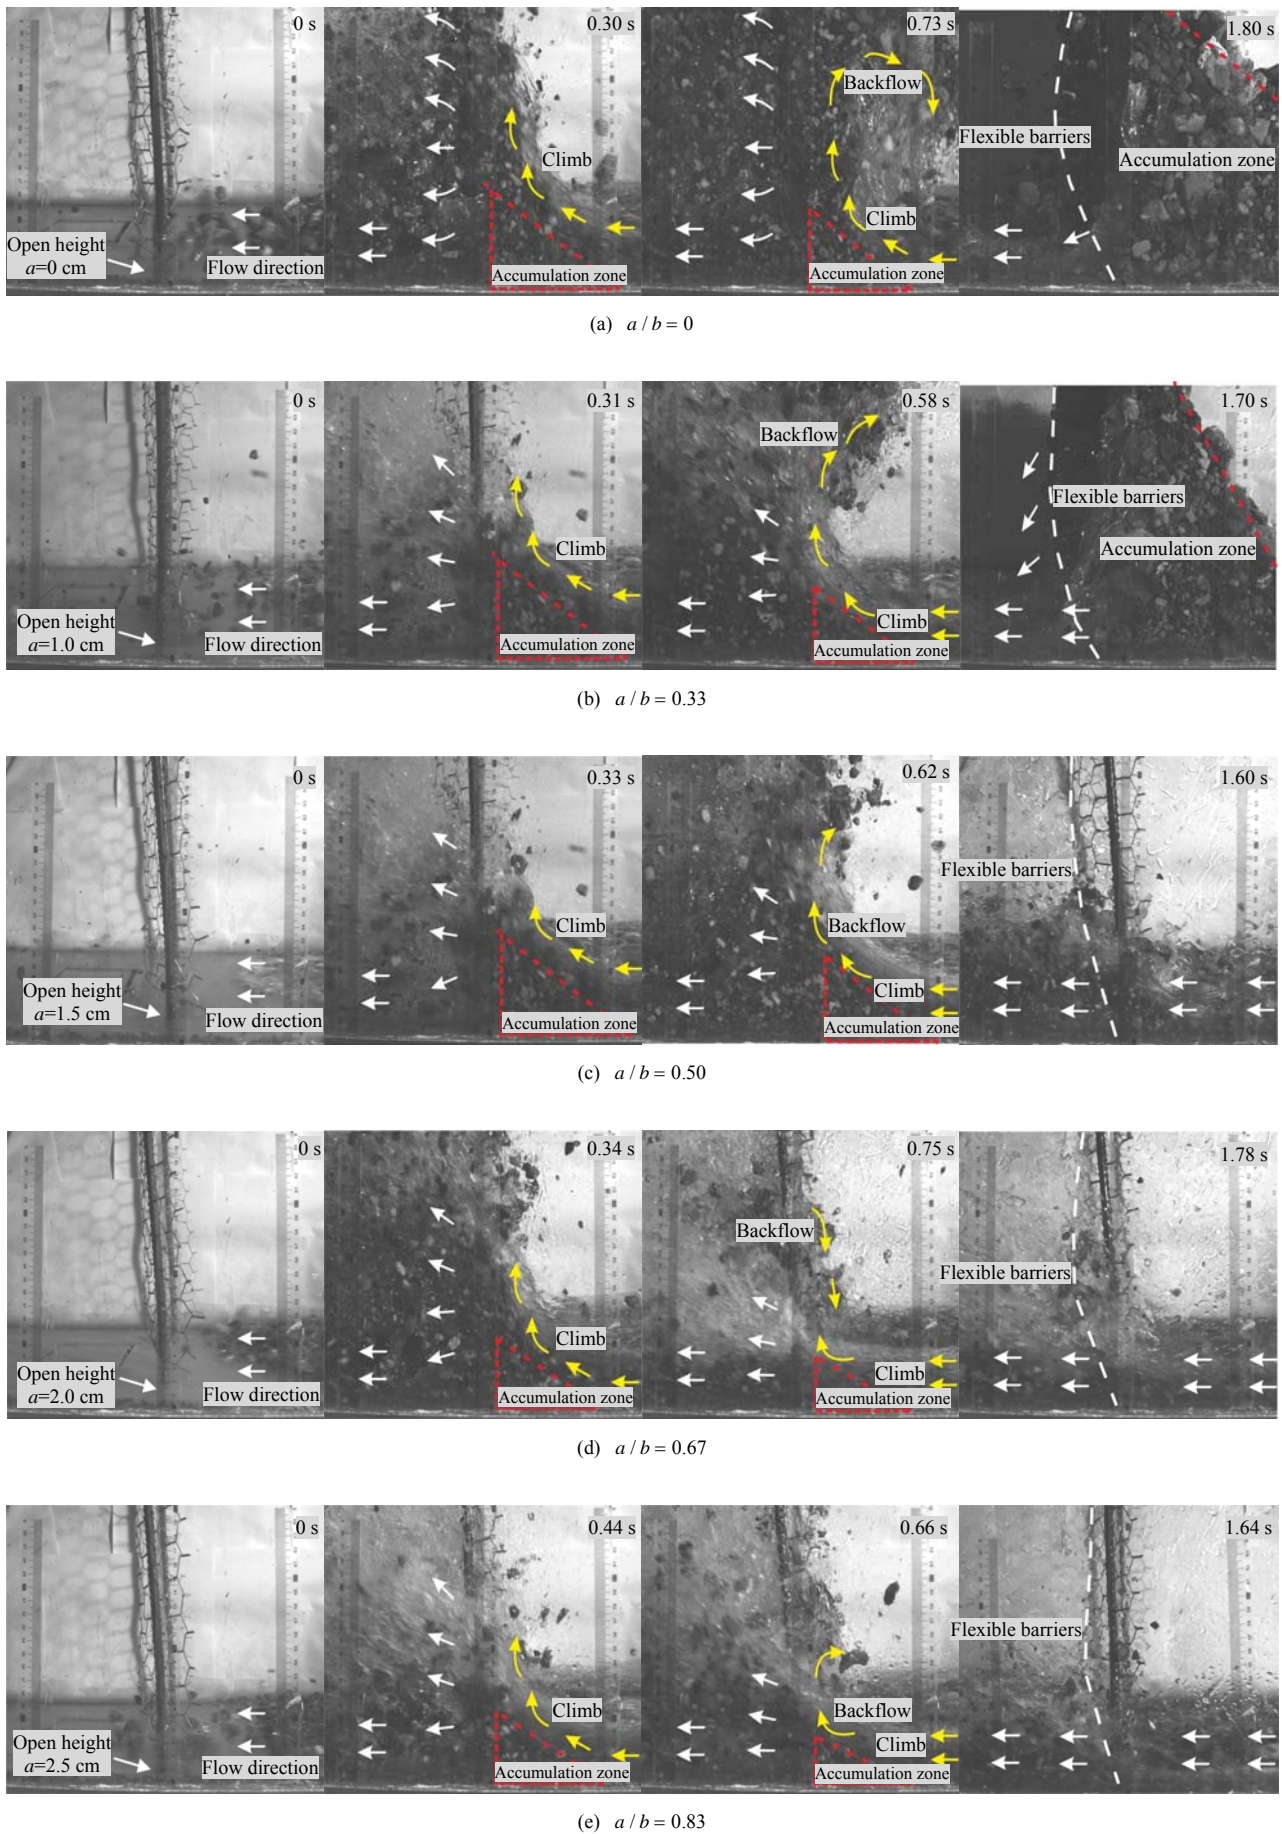 0 s
0.30 s
0.73 s
1.80 s
Backflow
Flexible barriers
Climb
Accumulation zone
Climb
Open height
a=0 cm
Flow direction
Accumulation zone
Accumulation zone
(a) a / b = 0
0 s
0.31 s
0.58 s
1.70 s
Backflow
Flexible barriers
Climb
Accumulation zone
Open height
a=1.0 cm
Flow direction
Accumulation zone
Climb
Accumulation zone
(b) a / b = 0.33
0 s
0.33 s
0.62 s
1.60 s
Flexible barriers
Climb
Backflow
Open height
a=1.5 cm
Flow direction
Accumulation zone
Climb
Accumulation zone
(c) a / b = 0.50
0 s
0.34 s
0.75 s
1.78 s
Backflow
Flexible barriers
Climb
Open height
a=2.0 cm
Flow direction
Accumulation zone
Climb
Accumulation zone
(d) a / b = 0.67
0 s
0.44 s
0.66 s
1.64 s
Flexible barriers
Climb
Backflow
Open height
a=2.5 cm
Flow direction
Accumulation zone
Climb
Accumulation zone
(e) a / b = 0.83